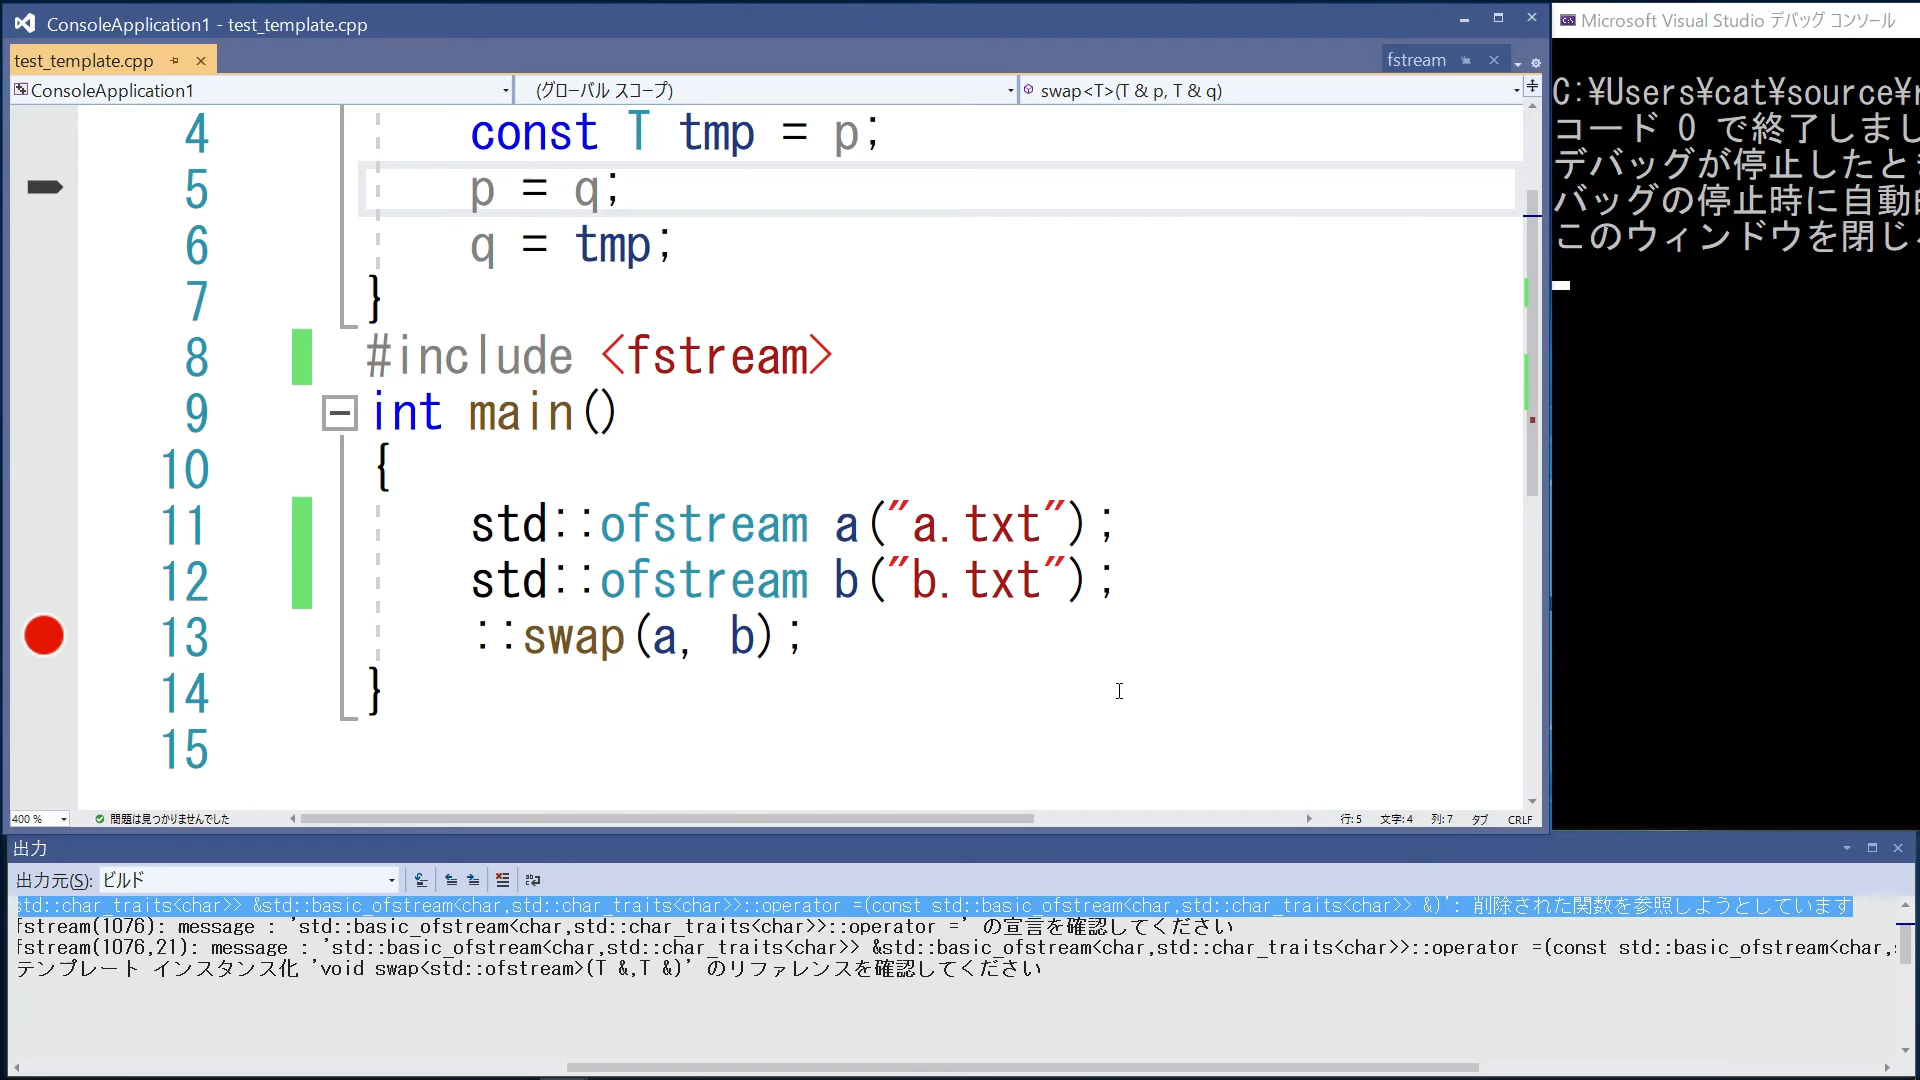 ConsoleApplication1 - test_template.cpp
test_template.cpp
fstream
ConsoleApplication1
(グローバル スコープ)
swap<T>(T & p, T & q)
4 const T tmp = p;
5 p = q;
6 q = tmp;
7 }
8 #include <fstream>
9 int main()
10 {
11 std::ofstream a("a.txt");
12 std::ofstream b("b.txt");
13 ::swap(a, b);
14 }
15
400 %
問題は見つかりませんでした
行: 5 文字: 4 列: 7 タブ CRLF
Microsoft Visual Studio デバッグ コンソール
C:¥Users¥cat¥source¥
コード 0 で終了しまし
デバッグが停止したとき
バッグの停止時に自動
このウィンドウを閉じ
出力
出力元(S): ビルド
std::char_traits<char>> &std::basic_ofstream<char,std::char_traits<char>>::operator =(const std::basic_ofstream<char,std::char_traits<char>> &)': 削除された関数を参照しようとしています
fstream(1076): message : 'std::basic_ofstream<char,std::char_traits<char>>::operator =' の宣言を確認してください
fstream(1076,21): message : 'std::basic_ofstream<char,std::char_traits<char>> &std::basic_ofstream<char,std::char_traits<char>>::operator =(const std::basic_ofstream<char,
テンプレート インスタンス化 'void swap<std::ofstream>(T &,T &)' のリファレンスを確認してください